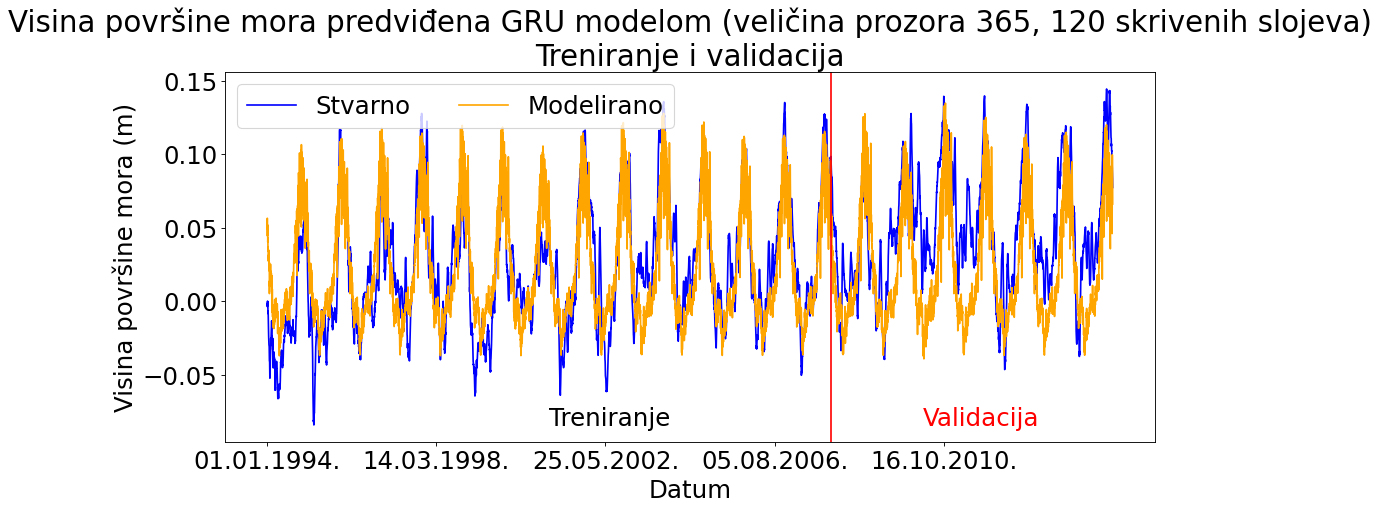 Visina površine mora predviđena GRU modelom (veličina prozora 365, 120 skrivenih slojeva)
Treniranje i validacija
Stvarno
Modelirano
Visina površine mora (m)
0.15
0.10
0.05
0.00
−0.05
Treniranje
Validacija
01.01.1994.
14.03.1998.
25.05.2002.
05.08.2006.
16.10.2010.
Datum